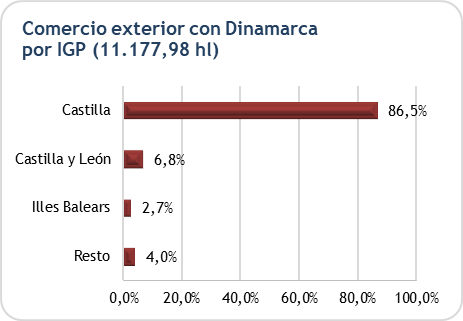 Comercio exterior con Dinamarca
por IGP (11.177,98 hl)
Castilla
86,5%
Castilla y León
6,8%
Illes Balears
2,7%
Resto
4,0%
0,0% 20,0% 40,0% 60,0% 80,0% 100,0%